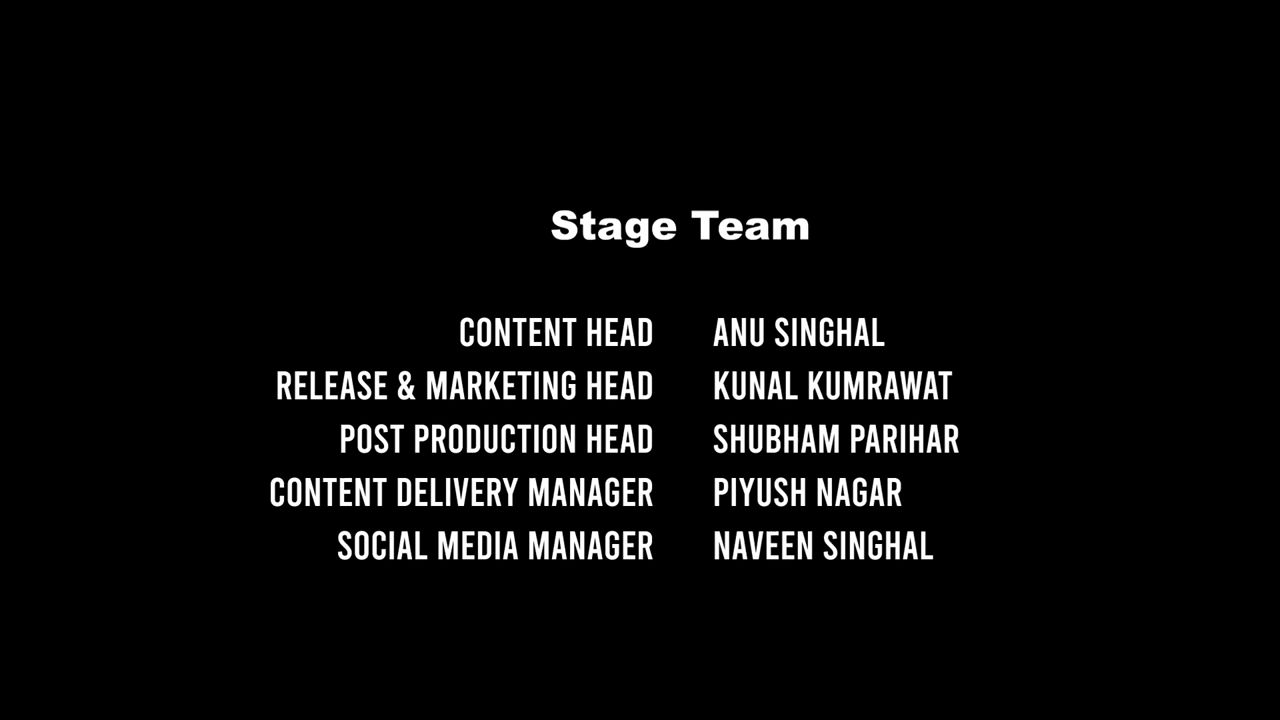 Stage Team
CONTENT HEAD ANU SINGHAL
RELEASE & MARKETING HEAD KUNAL KUMRAWAT
POST PRODUCTION HEAD SHUBHAM PARIHAR
CONTENT DELIVERY MANAGER PIYUSH NAGAR
SOCIAL MEDIA MANAGER NAVEEN SINGHAL